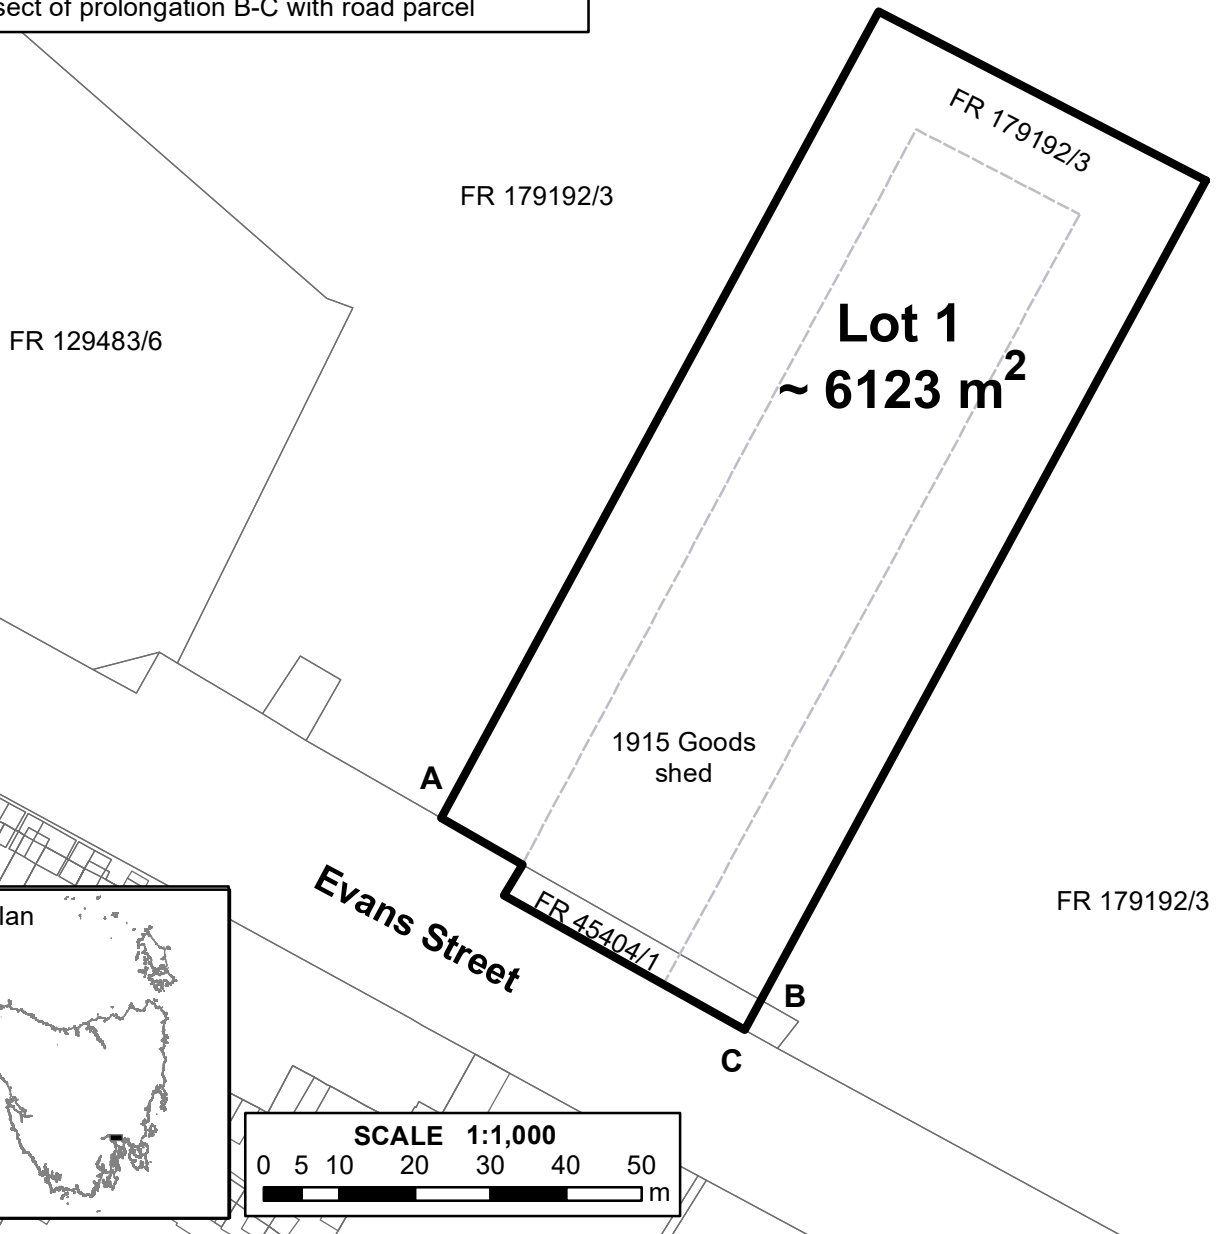 sect of prolongation B-C with road parcel
FR 179192/3
FR 179192/3
FR 129483/6
Lot 1
~ 6123 m²
1915 Goods
shed
A
Evans Street
FR 45404/1
FR 179192/3
B
C
lan
SCALE 1:1,000
0 5 10 20 30 40 50
m